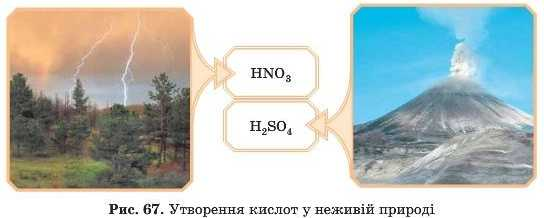 HNO₃
H₂SO₄
Рис. 67. Утворення кислот у неживій природі